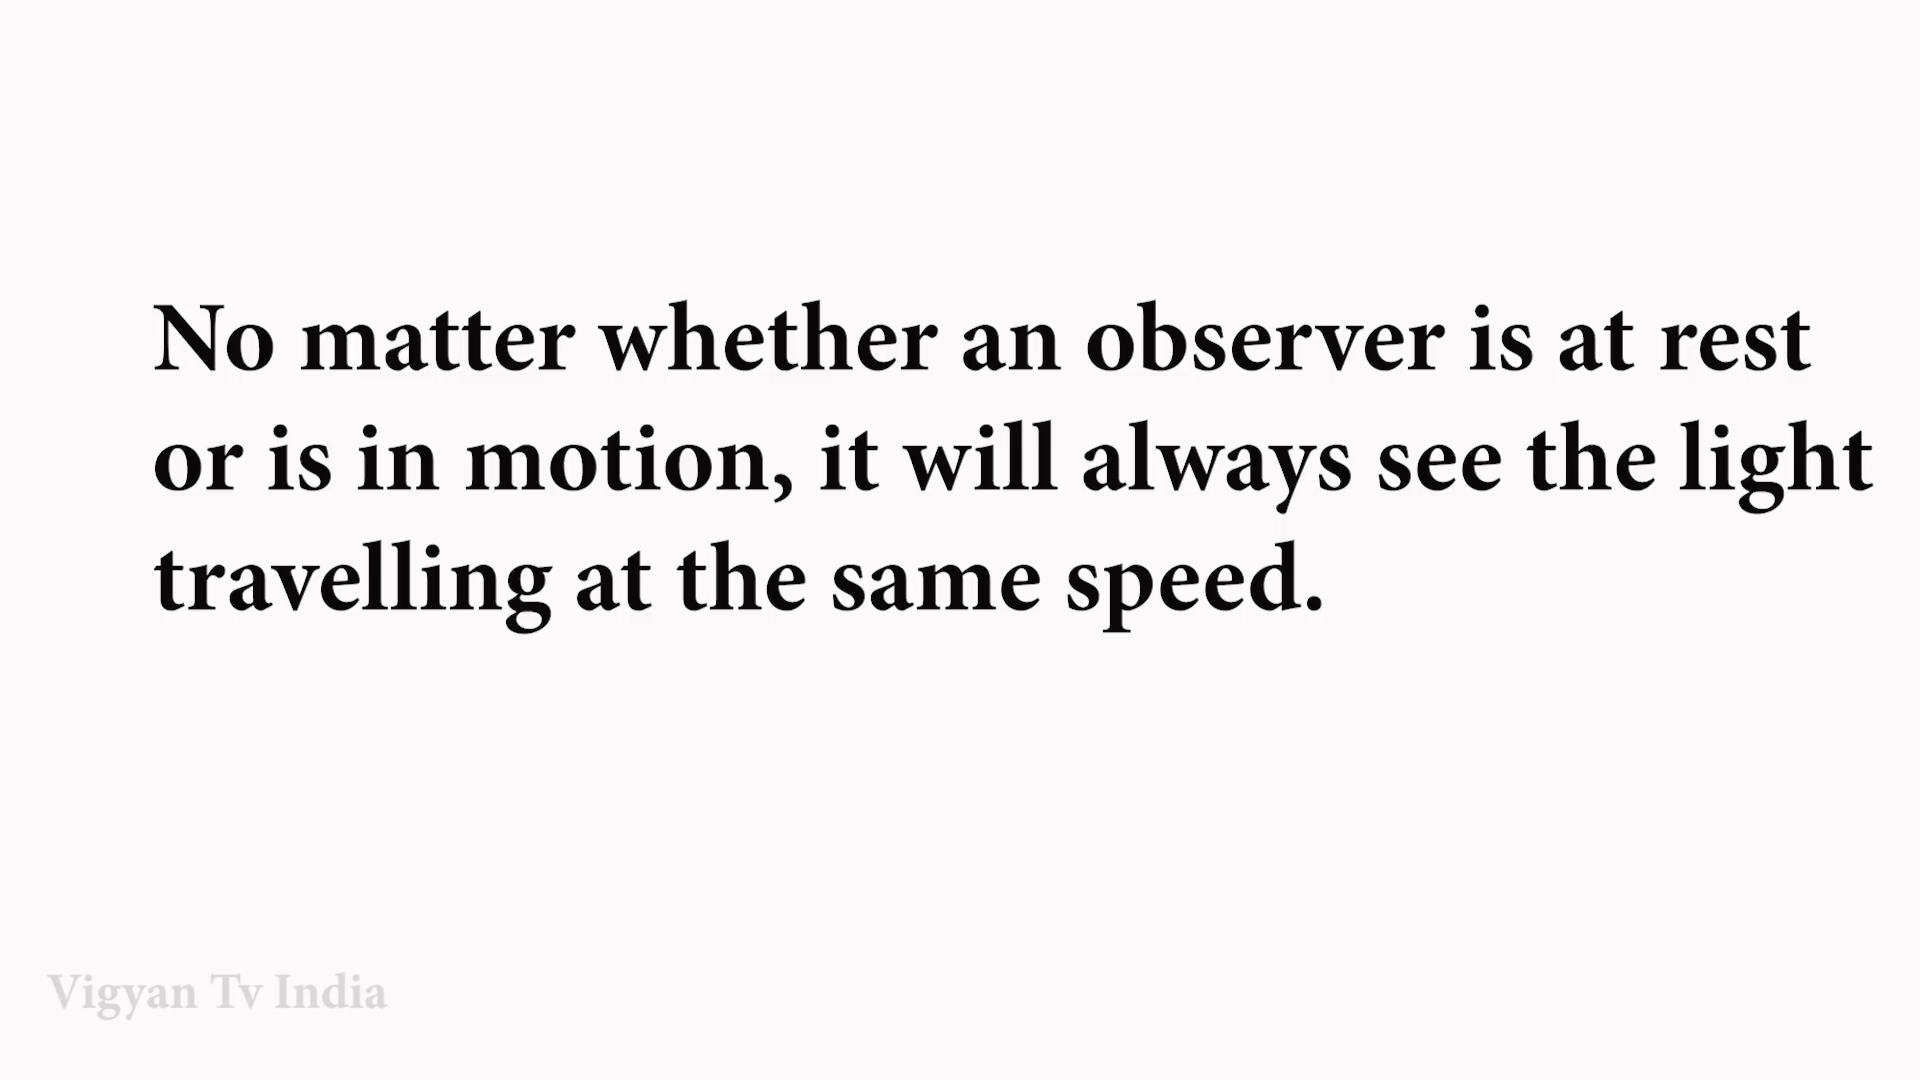 No matter whether an observer is at rest
or is in motion, it will always see the light
travelling at the same speed.
Vigyan Tv India